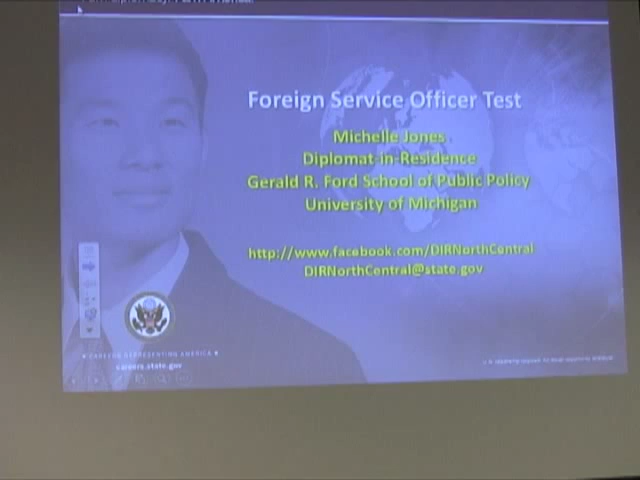 Foreign Service Officer Test
Michelle Jones
Diplomat-in-Residence
Gerald R. Ford School of Public Policy
University of Michigan
http://www.facebook.com/DIRNorthCentral
DIRNorthCentral@state.gov
CAREERS REPRESENTING AMERICA
careers.state.gov